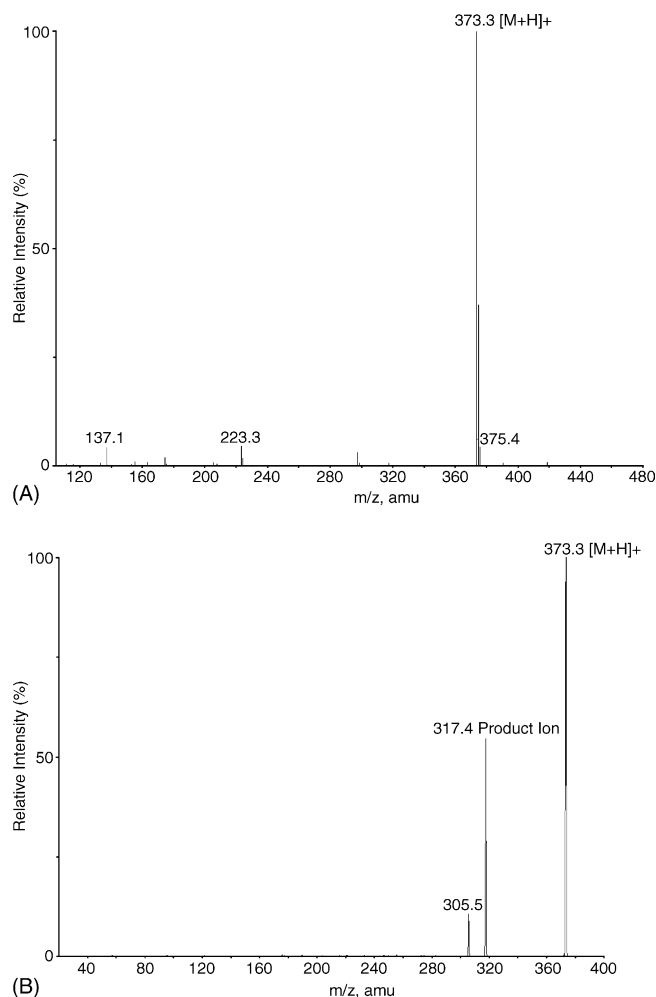 373.3 [M+H]+
100
50
0
Relative Intensity (%)
137.1
223.3
375.4
120 160 200 240 280 320 360 400 440 480
m/z, amu
(A)
373.3 [M+H]+
100
317.4 Product Ion
50
305.5
0
Relative Intensity (%)
40 80 120 160 200 240 280 320 360 400
m/z, amu
(B)